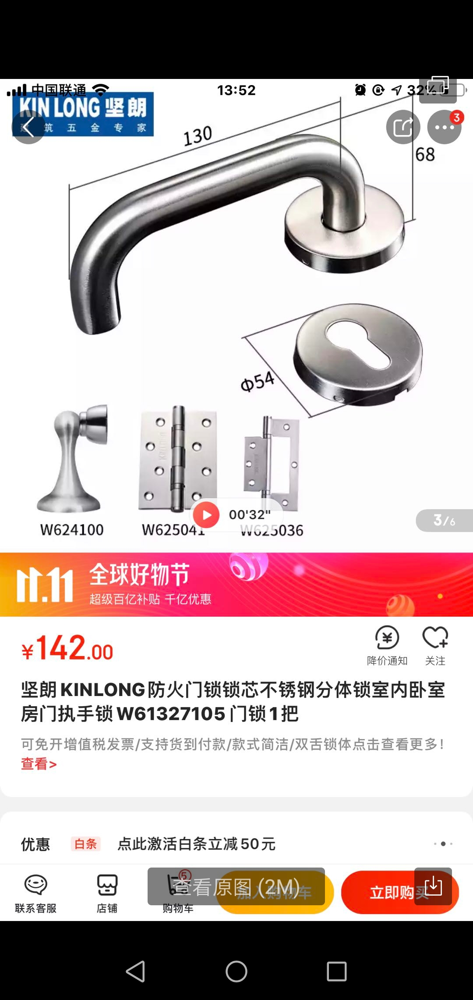 中国联通
13:52
32%
KIN LONG 坚朗
建筑五金专家
3
130
68
Φ54
W624100
W625041
W625036
00'32"
3/6
11.11
全球好物节
超级百亿补贴 千亿优惠
¥142.00
降价通知
关注
坚朗KINLONG防火门锁锁芯不锈钢分体锁室内卧室
房门执手锁W61327105 门锁1把
可免开增值税发票/支持货到付款/款式简洁/双舌锁体点击查看更多!
查看>
优惠
白条
点此激活白条立减50元
5
查看原图 (2M)
加入购物车
立即购买
联系客服
店铺
购物车